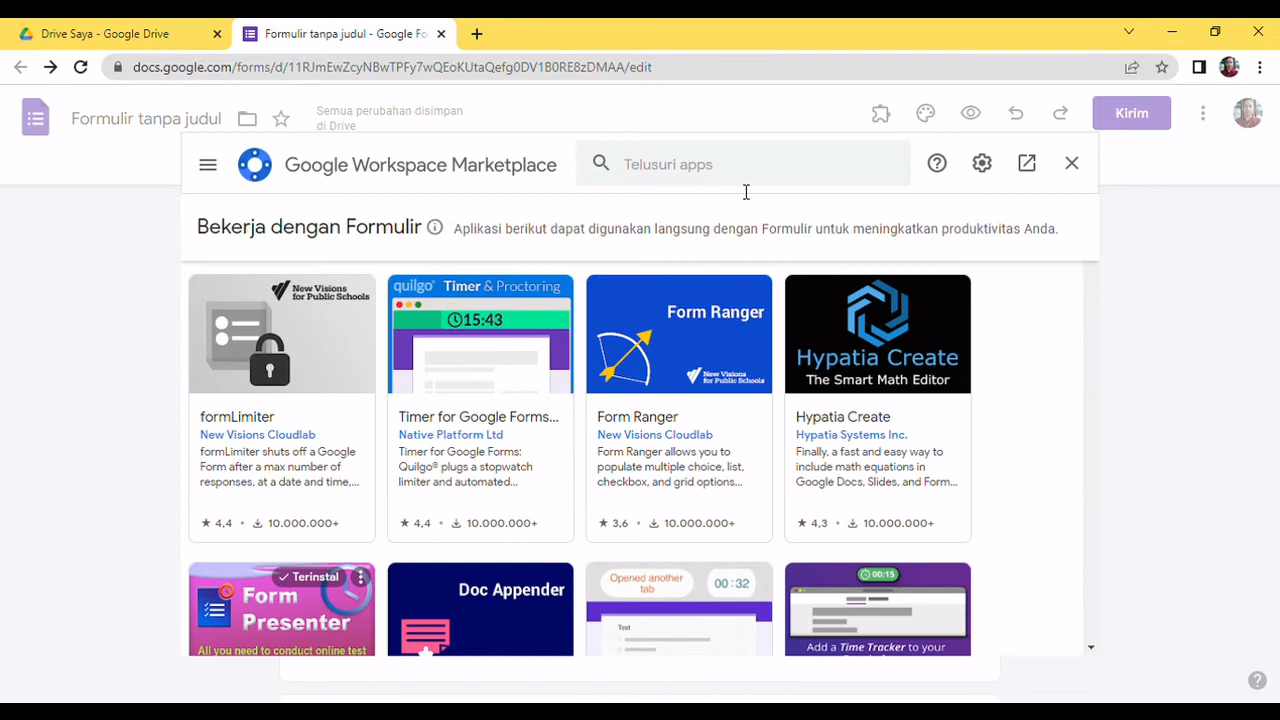 Drive Saya - Google Drive
Formulir tanpa judul - Google Fo
docs.google.com/forms/d/11RJmEwZcyNBwTPFy7wQEoKUtaQefg0DV1B0RE8zDMAA/edit
Formulir tanpa judul
Semua perubahan disimpan
di Drive
Kirim
Google Workspace Marketplace
Telusuri apps
Bekerja dengan Formulir
Aplikasi berikut dapat digunakan langsung dengan Formulir untuk meningkatkan produktivitas Anda.
New Visions
for Public Schools
formLimiter
New Visions Cloudlab
formLimiter shuts off a Google
Form after a max number of
responses, at a date and time,...
4,4 • 10.000.000+
quilgo® Timer & Proctoring
15:43
Timer for Google Forms...
Native Platform Ltd
Timer for Google Forms:
Quilgo® plugs a stopwatch
limiter and automated...
4,4 • 10.000.000+
Form Ranger
New Visions
for Public Schools
Form Ranger
New Visions Cloudlab
Form Ranger allows you to
populate multiple choice, list,
checkbox, and grid options...
3,6 • 10.000.000+
Hypatia Create
The Smart Math Editor
Hypatia Create
Hypatia Systems Inc.
Finally, a fast and easy way to
include math equations in
Google Docs, Slides, and Form...
4,3 • 10.000.000+
Terinstal
Form
Presenter
All you need to conduct online test
Doc Appender
Opened another
tab
00:32
Test
00:15
Add a Time Tracker to your